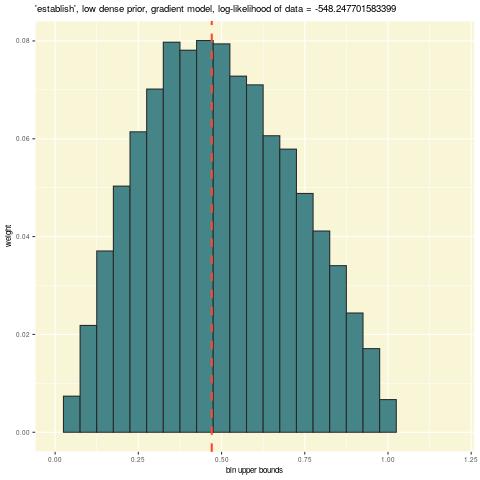 'establish', low dense prior, gradient model, log-likelihood of data = -548.247701583399
0.08
0.06
weight
0.04
0.02
0.00
0.00 0.25 0.50 0.75 1.00 1.25
bin upper bounds